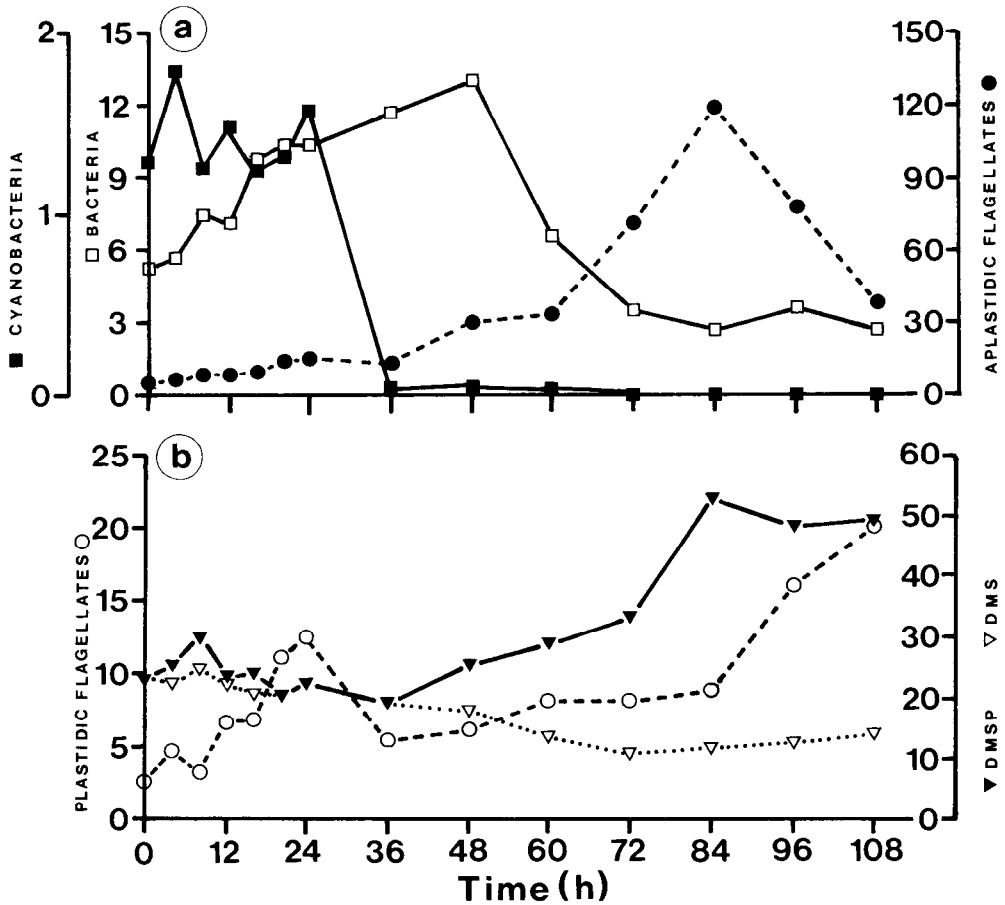 a
2
1
0
CYANOBACTERIA
15
12
9
6
3
0
BACTERIA
150
120
90
60
30
0
APLASTIDIC FLAGELLATES
b
25
20
15
10
5
0
PLASTIDIC FLAGELLATES
60
50
40
30
20
10
0
DMS
DMSP
0 12 24 36 48 60 72 84 96 108
Time (h)